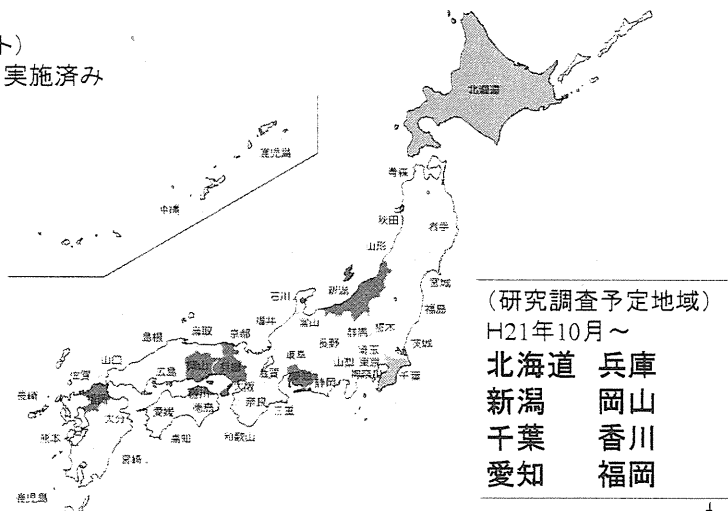 ト)
実施済み
北海道
鹿児島
沖縄
青森
秋田
岩手
山形
宮城
新潟
石川
福島
富山
福井
群馬
栃木
茨城
長野
島根
鳥取
京都
岐阜
埼玉
東京
山梨
山口
広島
岡山
滋賀
静岡
千葉
佐賀
大阪
長崎
愛媛
徳島
奈良
三重
大分
高知
和歌山
熊本
宮崎
鹿児島
(研究調査予定地域)
H21年10月~
北海道 兵庫
新潟 岡山
千葉 香川
愛知 福岡